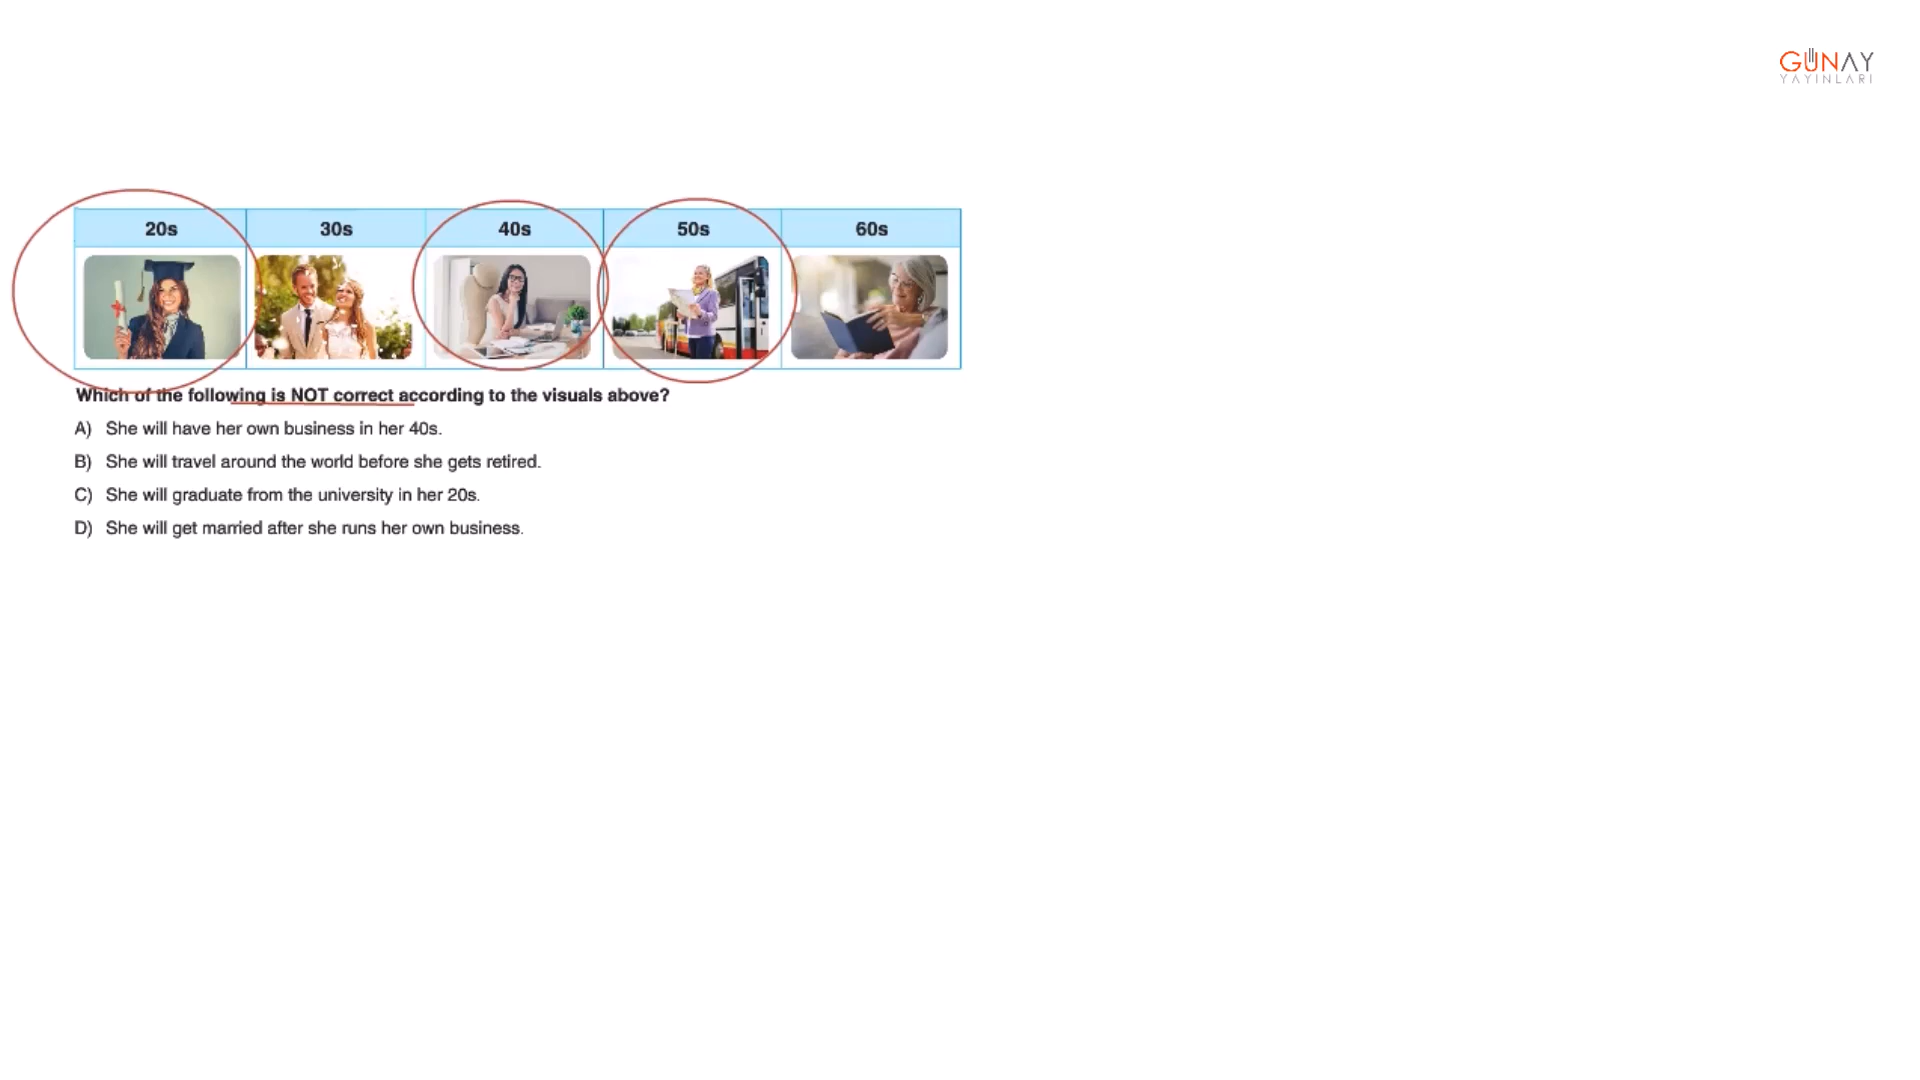 GÜNAY
YAYINLARI
20s 30s 40s 50s 60s
Which of the following is NOT correct according to the visuals above?
A) She will have her own business in her 40s.
B) She will travel around the world before she gets retired.
C) She will graduate from the university in her 20s.
D) She will get married after she runs her own business.